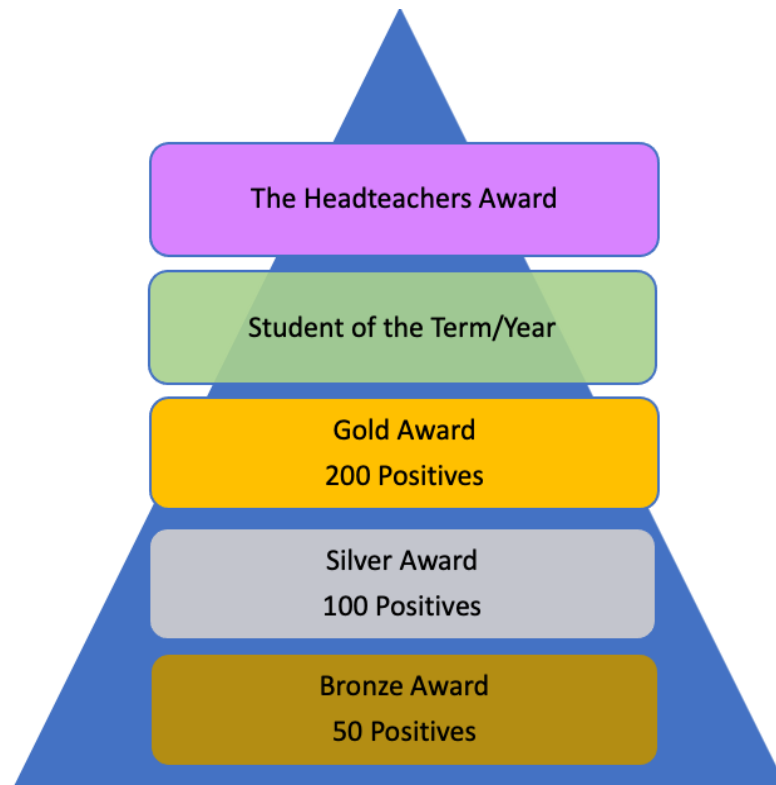 The Headteachers Award
Student of the Term/Year
Gold Award
200 Positives
Silver Award
100 Positives
Bronze Award
50 Positives